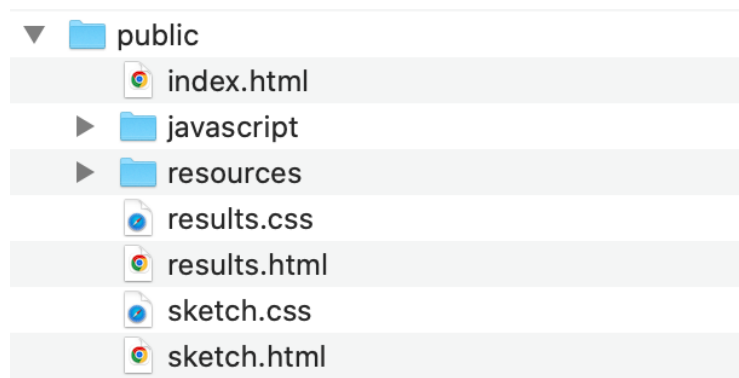 public
index.html
javascript
resources
results.css
results.html
sketch.css
sketch.html